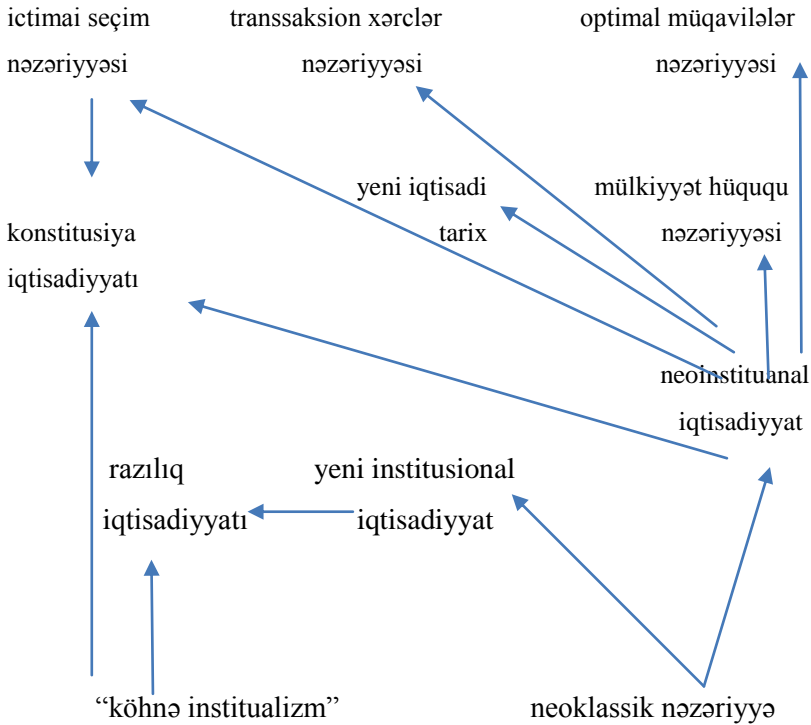 ictimai seçim transsaksion xərclər optimal müqavilələr
nəzəriyyəsi nəzəriyyəsi nəzəriyyəsi
yeni iqtisadi mülkiyyət hüququ
konstitusiya tarix nəzəriyyəsi
iqtisadiyyatı
neoinstituanal
iqtisadiyyat
razılıq yeni institusional
iqtisadiyyatı iqtisadiyyat
“köhnə institualizm” neoklassik nəzəriyyə